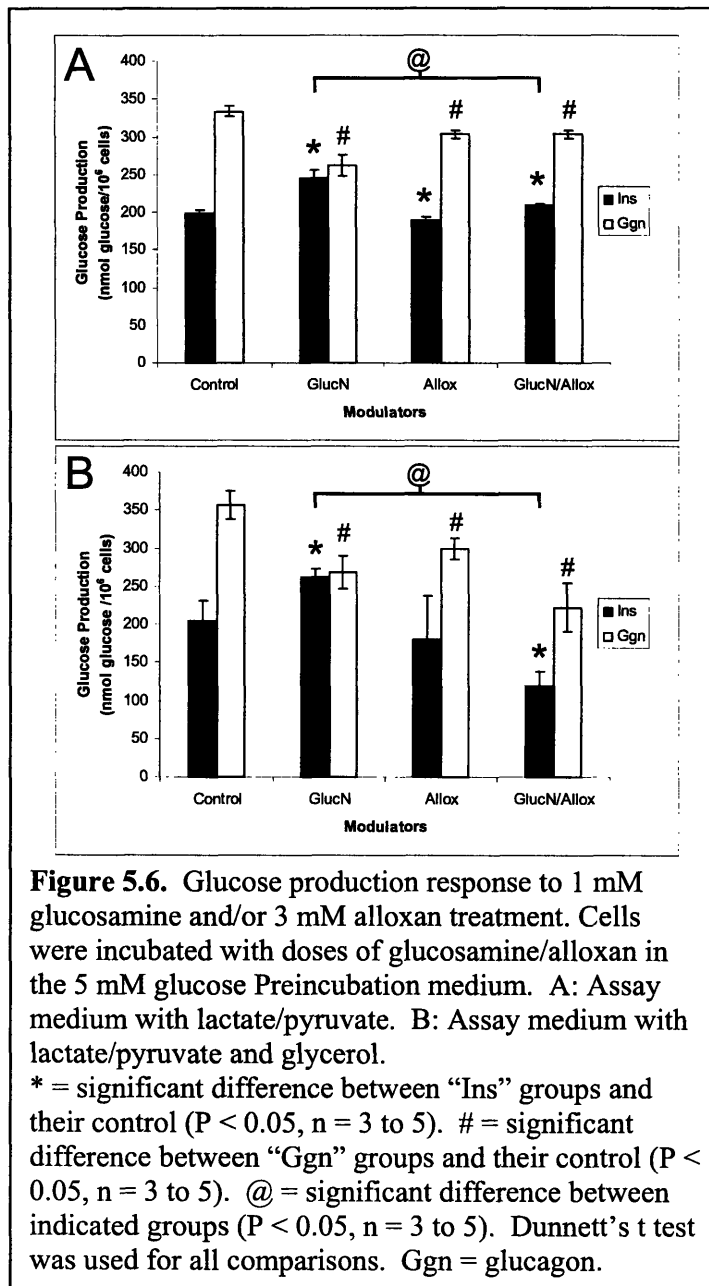 A
@
400
350
300
250
200
150
100
50
0
Glucose Production
(nmol glucose/10⁶ cells)
* # * # * #
Ins
Ggn
Control GlucN Allox GlucN/Allox
Modulators
B
@
400
350
300
250
200
150
100
50
0
Glucose Production
(nmol glucose /10⁶ cells)
* # # * #
Ins
Ggn
Control GlucN Allox GlucN/Allox
Modulators
Figure 5.6. Glucose production response to 1 mM
glucosamine and/or 3 mM alloxan treatment. Cells
were incubated with doses of glucosamine/alloxan in
the 5 mM glucose Preincubation medium. A: Assay
medium with lactate/pyruvate. B: Assay medium with
lactate/pyruvate and glycerol.
* = significant difference between “Ins” groups and
their control (P < 0.05, n = 3 to 5). # = significant
difference between “Ggn” groups and their control (P <
0.05, n = 3 to 5). @ = significant difference between
indicated groups (P < 0.05, n = 3 to 5). Dunnett’s t test
was used for all comparisons. Ggn = glucagon.